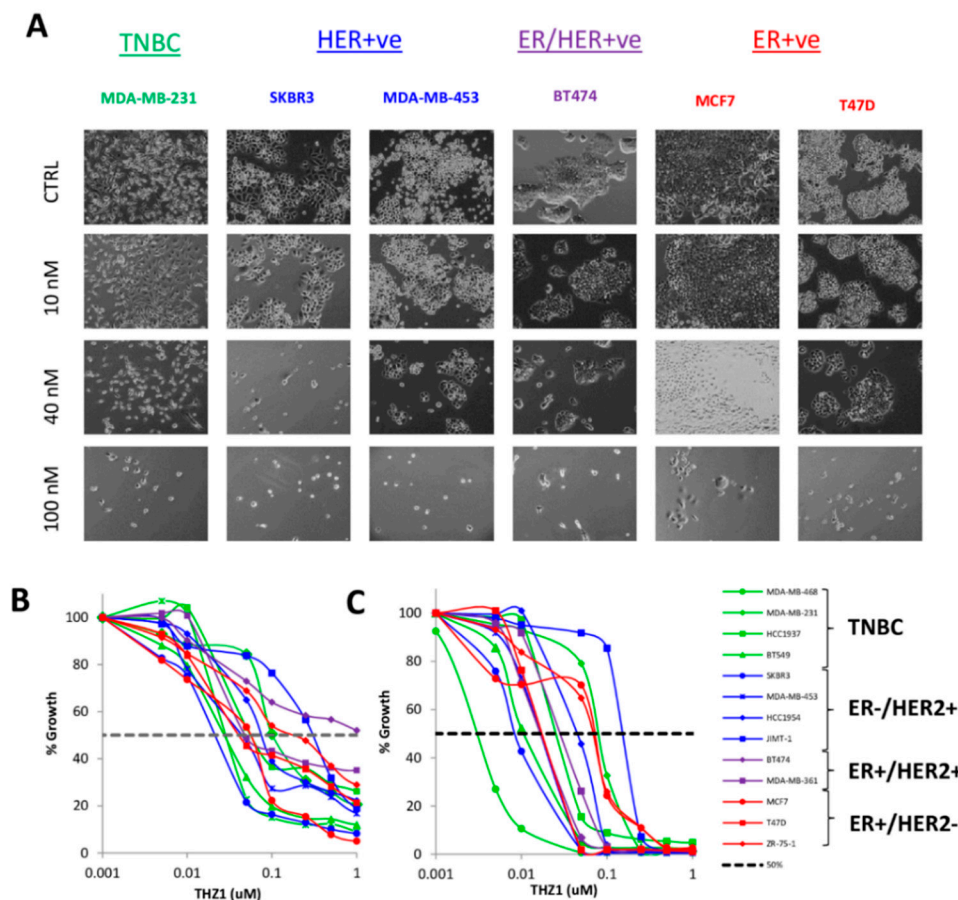 A
TNBC HER+ve ER/HER+ve ER+ve
MDA-MB-231 SKBR3 MDA-MB-453 BT474 MCF7 T47D
CTRL
10 nM
40 nM
100 nM
B
% Growth
100
80
60
40
20
0
0.001 0.01 0.1 1
THZ1 (uM)
C
% Growth
100
80
60
40
20
0
0.001 0.01 0.1 1
THZ1 (uM)
MDA-MB-468
MDA-MB-231
HCC1937
BT549
TNBC
SKBR3
MDA-MB-453
HCC1954
JIMT-1
ER-/HER2+
BT474
MDA-MB-361
ER+/HER2+
MCF7
T47D
ZR-75-1
ER+/HER2-
50%